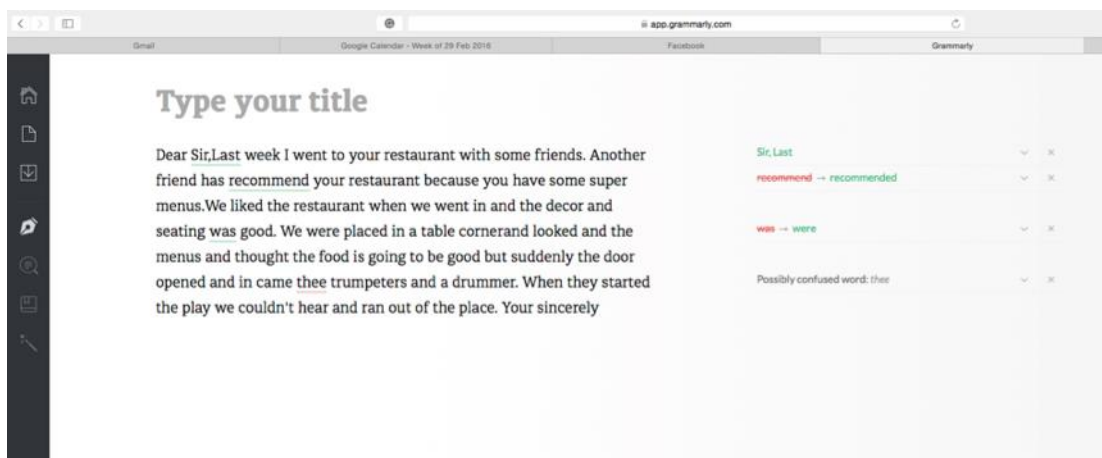 app.grammarly.com
Gmail
Google Calendar - Week of 29 Feb 2016
Facebook
Grammarly
Type your title
Dear Sir,Last week I went to your restaurant with some friends. Another
friend has recommend your restaurant because you have some super
menus.We liked the restaurant when we went in and the decor and
seating was good. We were placed in a table cornerand looked and the
menus and thought the food is going to be good but suddenly the door
opened and in came thee trumpeters and a drummer. When they started
the play we couldn't hear and ran out of the place. Your sincerely
Sir, Last
recommend → recommended
was → were
Possibly confused word: thee